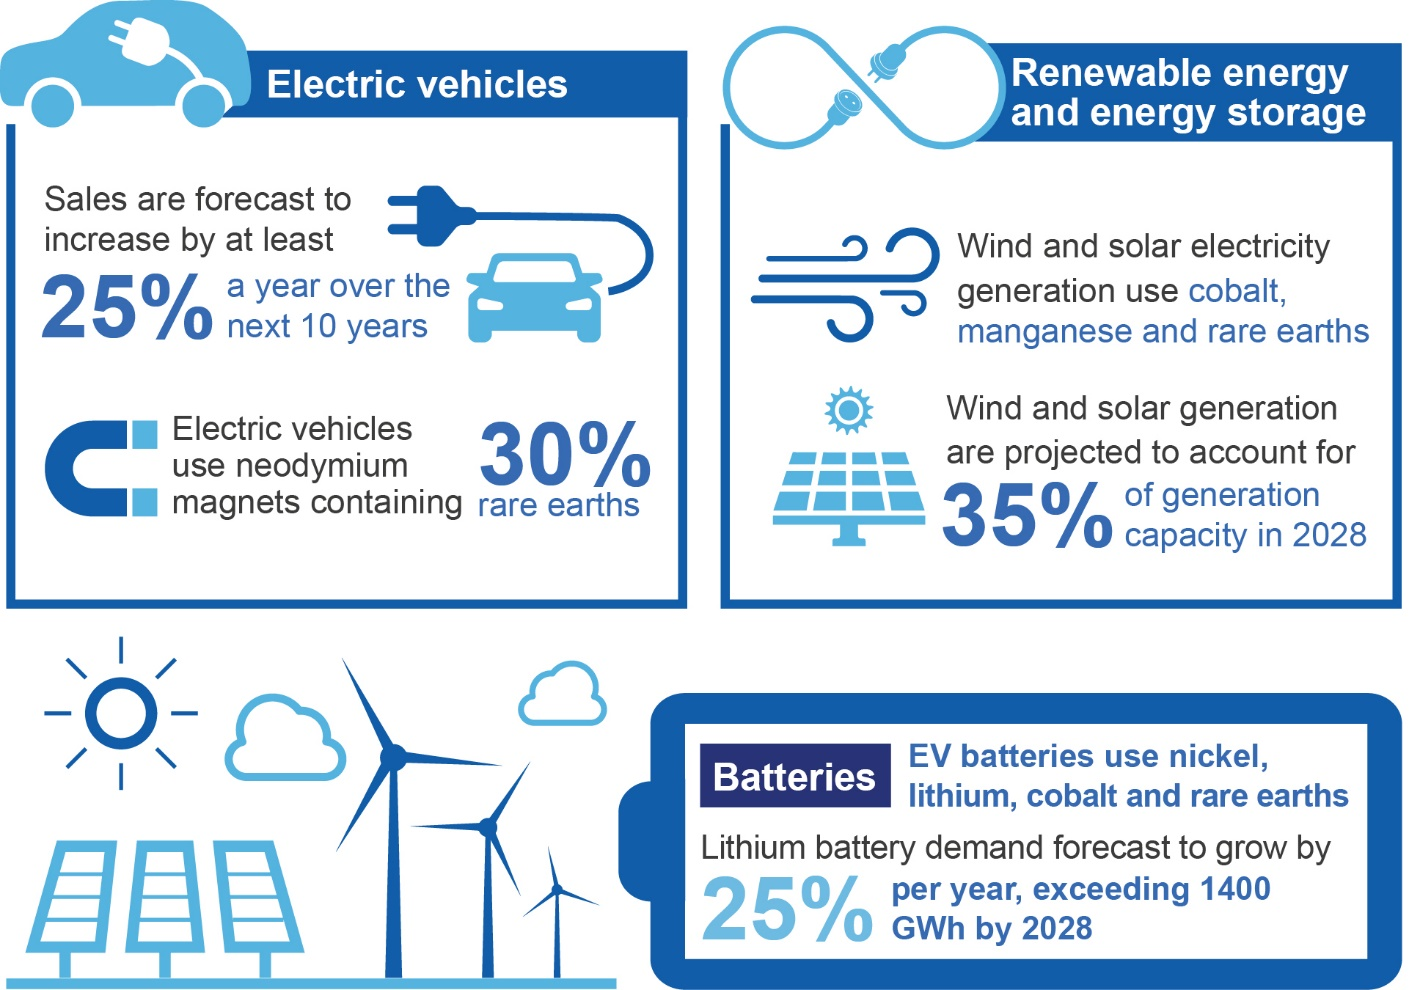 Electric vehicles
Sales are forecast to
increase by at least
25% a year over the
next 10 years
Electric vehicles
use neodymium
magnets containing
30%
rare earths
Renewable energy
and energy storage
Wind and solar electricity
generation use cobalt,
manganese and rare earths
Wind and solar generation
are projected to account for
35% of generation
capacity in 2028
Batteries
EV batteries use nickel,
lithium, cobalt and rare earths
Lithium battery demand forecast to grow by
25% per year, exceeding 1400
GWh by 2028